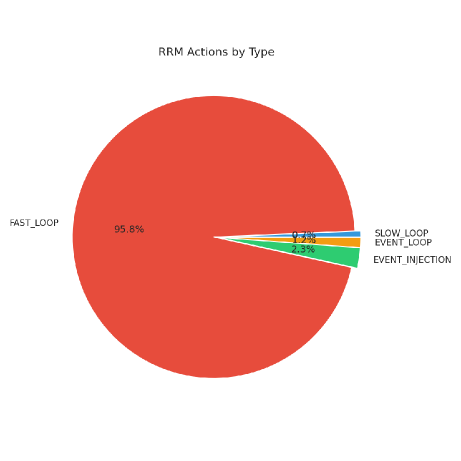 RRM Actions by Type
FAST_LOOP
95.8%
0.7%
SLOW_LOOP
1.2%
EVENT_LOOP
2.3%
EVENT_INJECTION